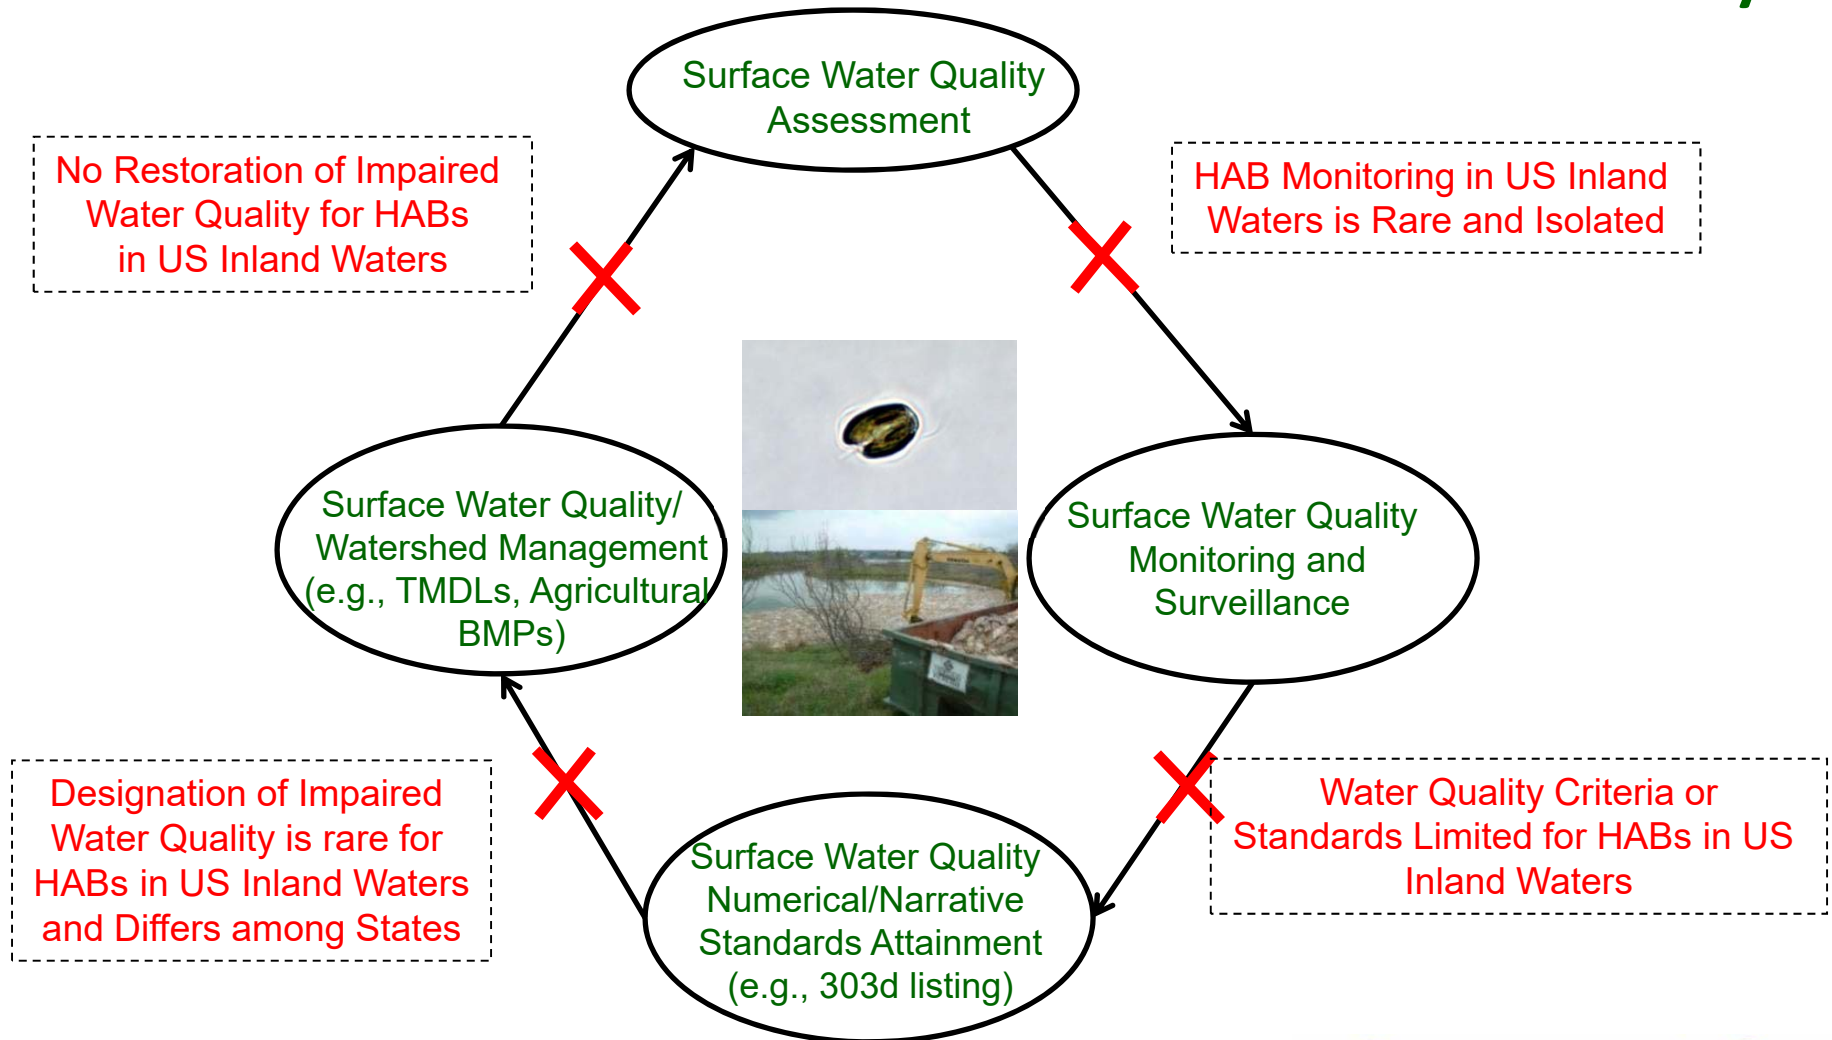 Surface Water Quality
Assessment
No Restoration of Impaired
Water Quality for HABs
in US Inland Waters
HAB Monitoring in US Inland
Waters is Rare and Isolated
Surface Water Quality/
Watershed Management
(e.g., TMDLs, Agricultural
BMPs)
Surface Water Quality
Monitoring and
Surveillance
Designation of Impaired
Water Quality is rare for
HABs in US Inland Waters
and Differs among States
Surface Water Quality
Numerical/Narrative
Standards Attainment
(e.g., 303d listing)
Water Quality Criteria or
Standards Limited for HABs in US
Inland Waters